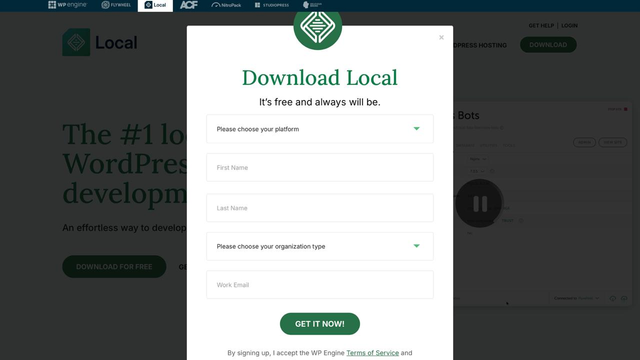 WP engine FLYWHEEL Local ACF NitroPack STUDIOPRESS
GET HELP | LOGIN
Local
RDPRESS HOSTING
DOWNLOAD
×
Download Local
It's free and always will be.
Please choose your platform
First Name
Last Name
Please choose your organization type
Work Email
GET IT NOW!
By signing up, I accept the WP Engine Terms of Service and
The #1 lo
WordPres
developm
An effortless way to develop
DOWNLOAD FOR FREE
GE
s Bots